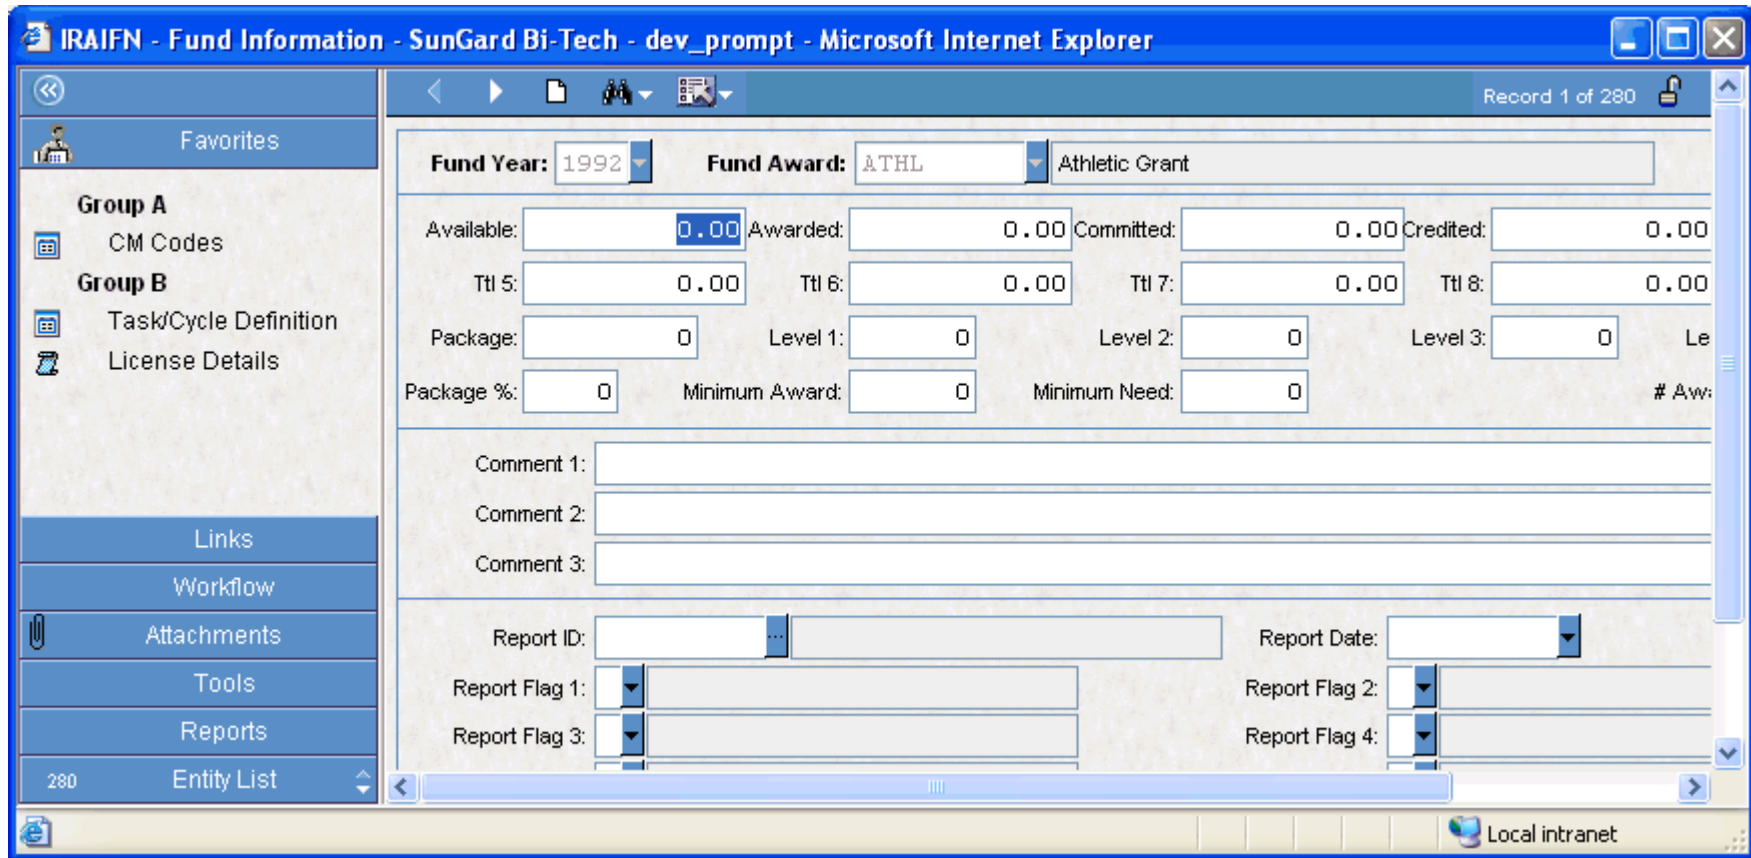 IRAIFN - Fund Information - SunGard Bi-Tech - dev_prompt - Microsoft Internet Explorer
Record 1 of 280
Favorites
Group A
CM Codes
Group B
Task/Cycle Definition
License Details
Links
Workflow
Attachments
Tools
Reports
280 Entity List
Fund Year: 1992 Fund Award: ATHL Athletic Grant
Available: 0.00 Awarded: 0.00 Committed: 0.00 Credited: 0.00
Ttl 5: 0.00 Ttl 6: 0.00 Ttl 7: 0.00 Ttl 8: 0.00
Package: 0 Level 1: 0 Level 2: 0 Level 3: 0 Le
Package %: 0 Minimum Award: 0 Minimum Need: 0 # Awa
Comment 1:
Comment 2:
Comment 3:
Report ID: ... Report Date:
Report Flag 1: Report Flag 2:
Report Flag 3: Report Flag 4:
Local intranet